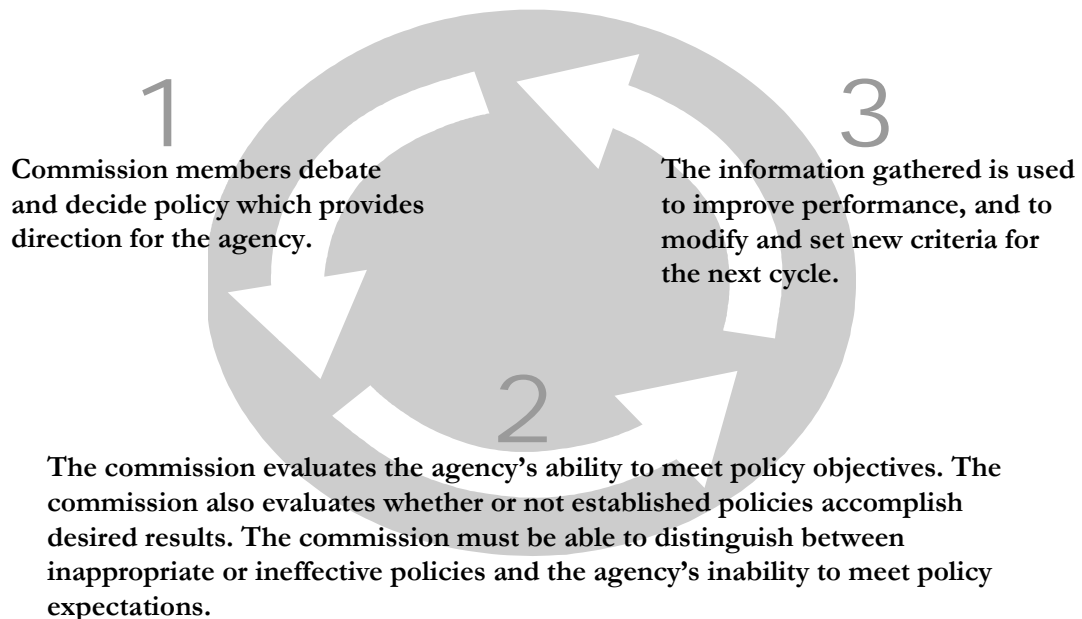 1
Commission members debate
and decide policy which provides
direction for the agency.
2
The commission evaluates the agency’s ability to meet policy objectives. The
commission also evaluates whether or not established policies accomplish
desired results. The commission must be able to distinguish between
inappropriate or ineffective policies and the agency’s inability to meet policy
expectations.
3
The information gathered is used
to improve performance, and to
modify and set new criteria for
the next cycle.